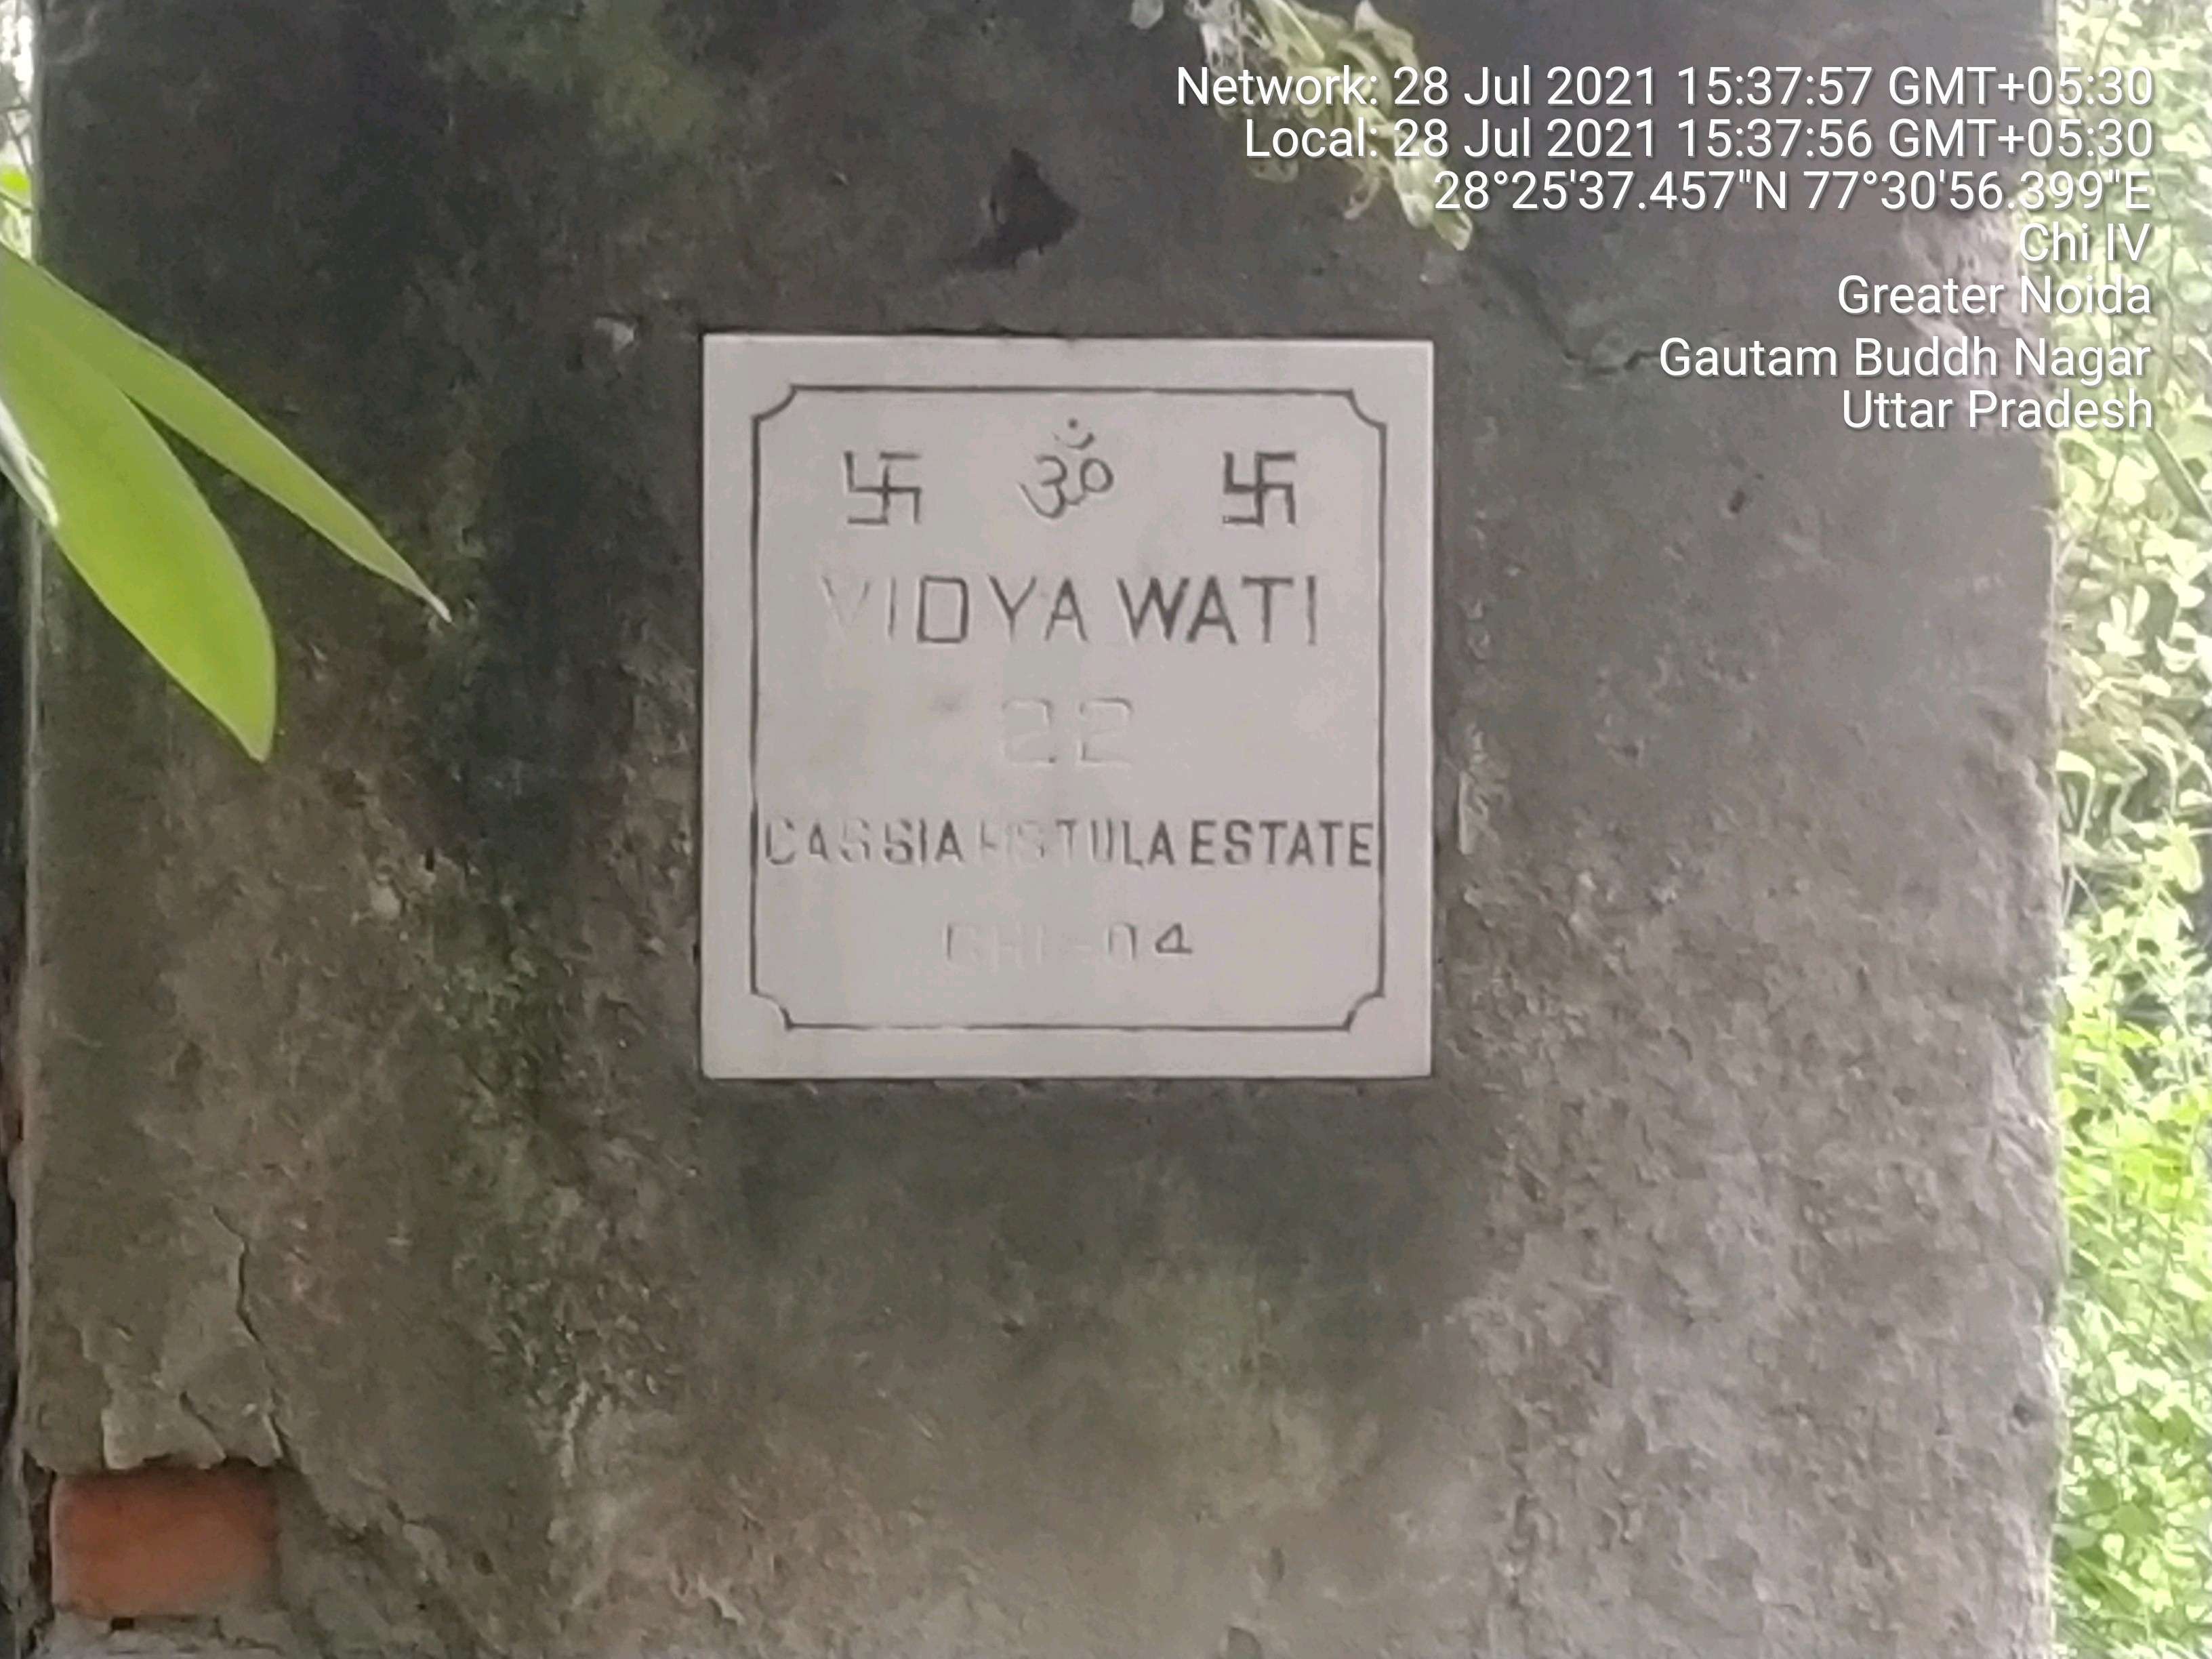 Network: 28 Jul 2021 15:37:57 GMT+05:30
Local: 28 Jul 2021 15:37:56 GMT+05:30
28°25'37.457"N 77°30'56.399"E
Chi IV
Greater Noida
Gautam Buddh Nagar
Uttar Pradesh
卐 ॐ 卐
VIDYA WATI
22
CASSIA FISTULA ESTATE
CHI-04